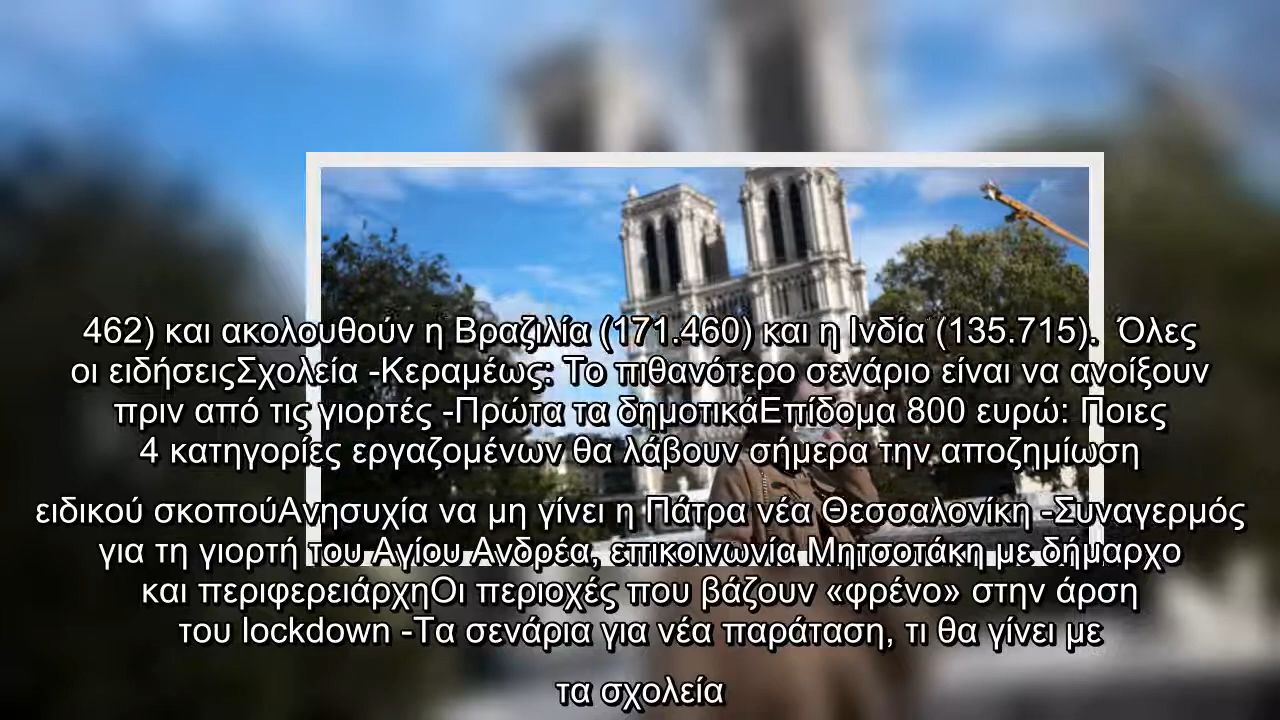 462) και ακολουθούν η Βραζιλία (171.460) και η Ινδία (135.715).  Όλες
οι ειδήσειςΣχολεία -Κεραμέως: Το πιθανότερο σενάριο είναι να ανοίξουν
πριν από τις γιορτές -Πρώτα τα δημοτικάΕπίδομα 800 ευρώ: Ποιες
4 κατηγορίες εργαζομένων θα λάβουν σήμερα την αποζημίωση
ειδικού σκοπούΑνησυχία να μη γίνει η Πάτρα νέα Θεσσαλονίκη -Συναγερμός
για τη γιορτή του Αγίου Ανδρέα, επικοινωνία Μητσοτάκη με δήμαρχο
και περιφερειάρχηΟι περιοχές που βάζουν «φρένο» στην άρση
του lockdown -Τα σενάρια για νέα παράταση, τι θα γίνει με
τα σχολεία